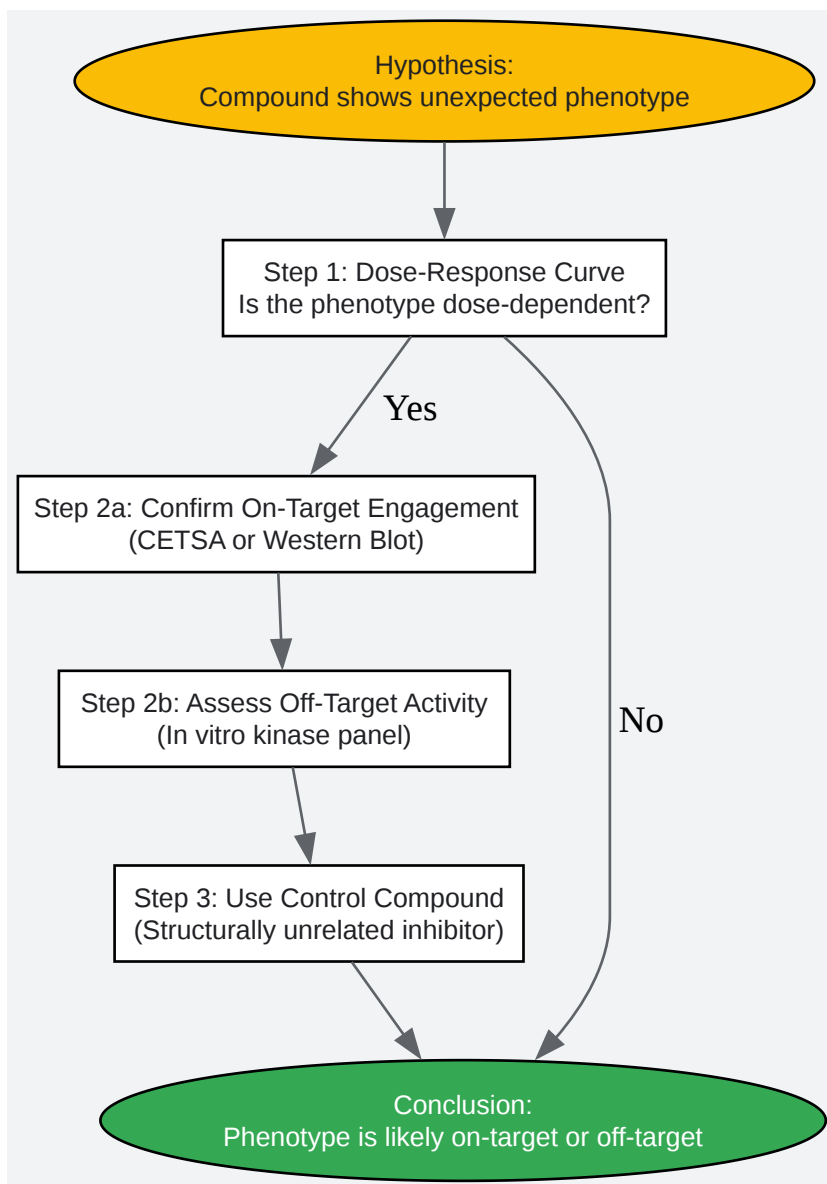 Hypothesis:
Compound shows unexpected phenotype
Step 1: Dose-Response Curve
Is the phenotype dose-dependent?
Yes
Step 2a: Confirm On-Target Engagement
(CETSA or Western Blot)
Step 2b: Assess Off-Target Activity
(In vitro kinase panel)
No
Step 3: Use Control Compound
(Structurally unrelated inhibitor)
Conclusion:
Phenotype is likely on-target or off-target